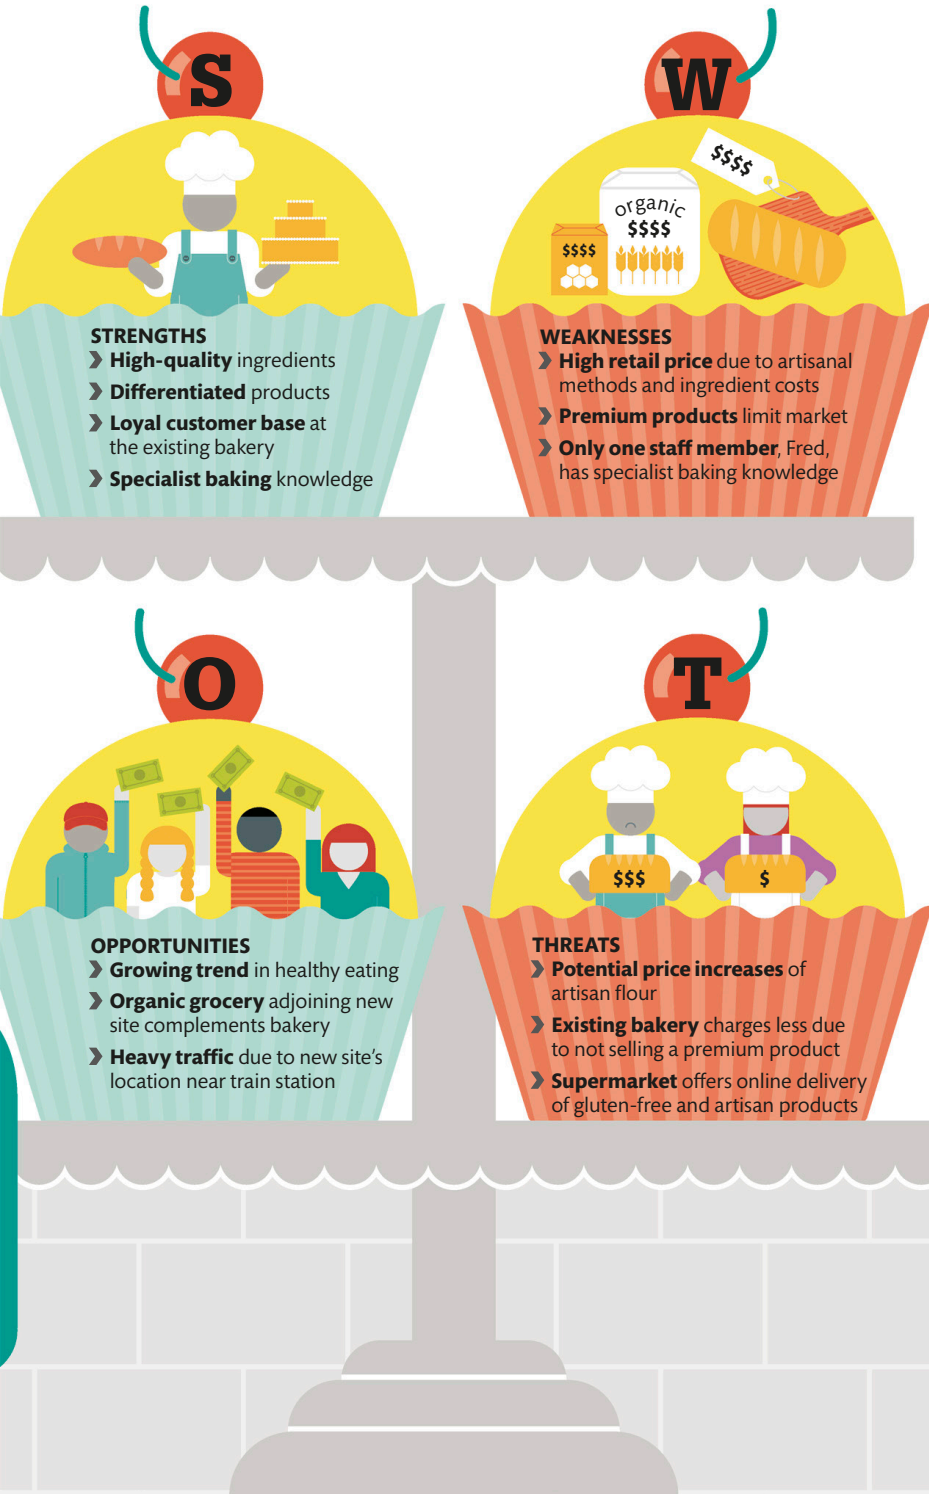 S
STRENGTHS
❯ High-quality ingredients
❯ Differentiated products
❯ Loyal customer base at
the existing bakery
❯ Specialist baking knowledge
W
$$$$
organic
$$$$
$$$$
WEAKNESSES
❯ High retail price due to artisanal
methods and ingredient costs
❯ Premium products limit market
❯ Only one staff member, Fred,
has specialist baking knowledge
O
OPPORTUNITIES
❯ Growing trend in healthy eating
❯ Organic grocery adjoining new
site complements bakery
❯ Heavy traffic due to new site’s
location near train station
T
$$$
$
THREATS
❯ Potential price increases of
artisan flour
❯ Existing bakery charges less due
to not selling a premium product
❯ Supermarket offers online delivery
of gluten-free and artisan products